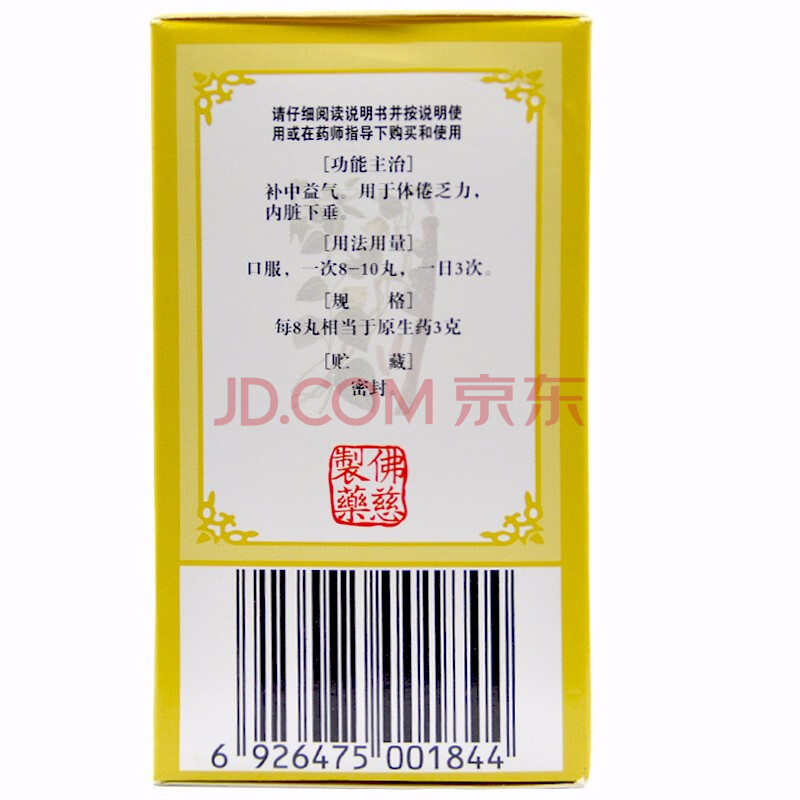 请仔细阅读说明书并按说明使
用或在药师指导下购买和使用
[功能主治]
补中益气。用于体倦乏力，
内脏下垂。
[用法用量]
口服，一次8-10丸，一日3次。
[规　格]
每8丸相当于原生药3克
[贮　藏]
密封。
JD.COM 京东
佛慈
製藥
6 926475 001844